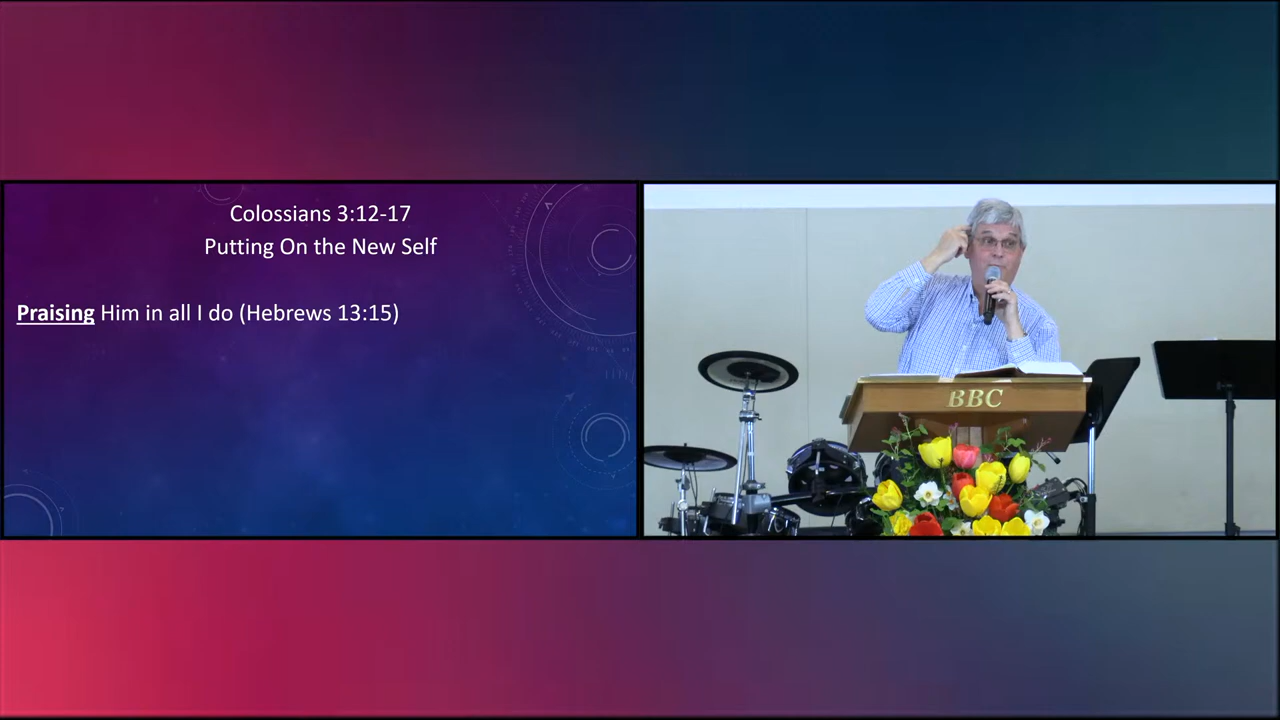 Colossians 3:12-17
Putting On the New Self
Praising Him in all I do (Hebrews 13:15)
BBC